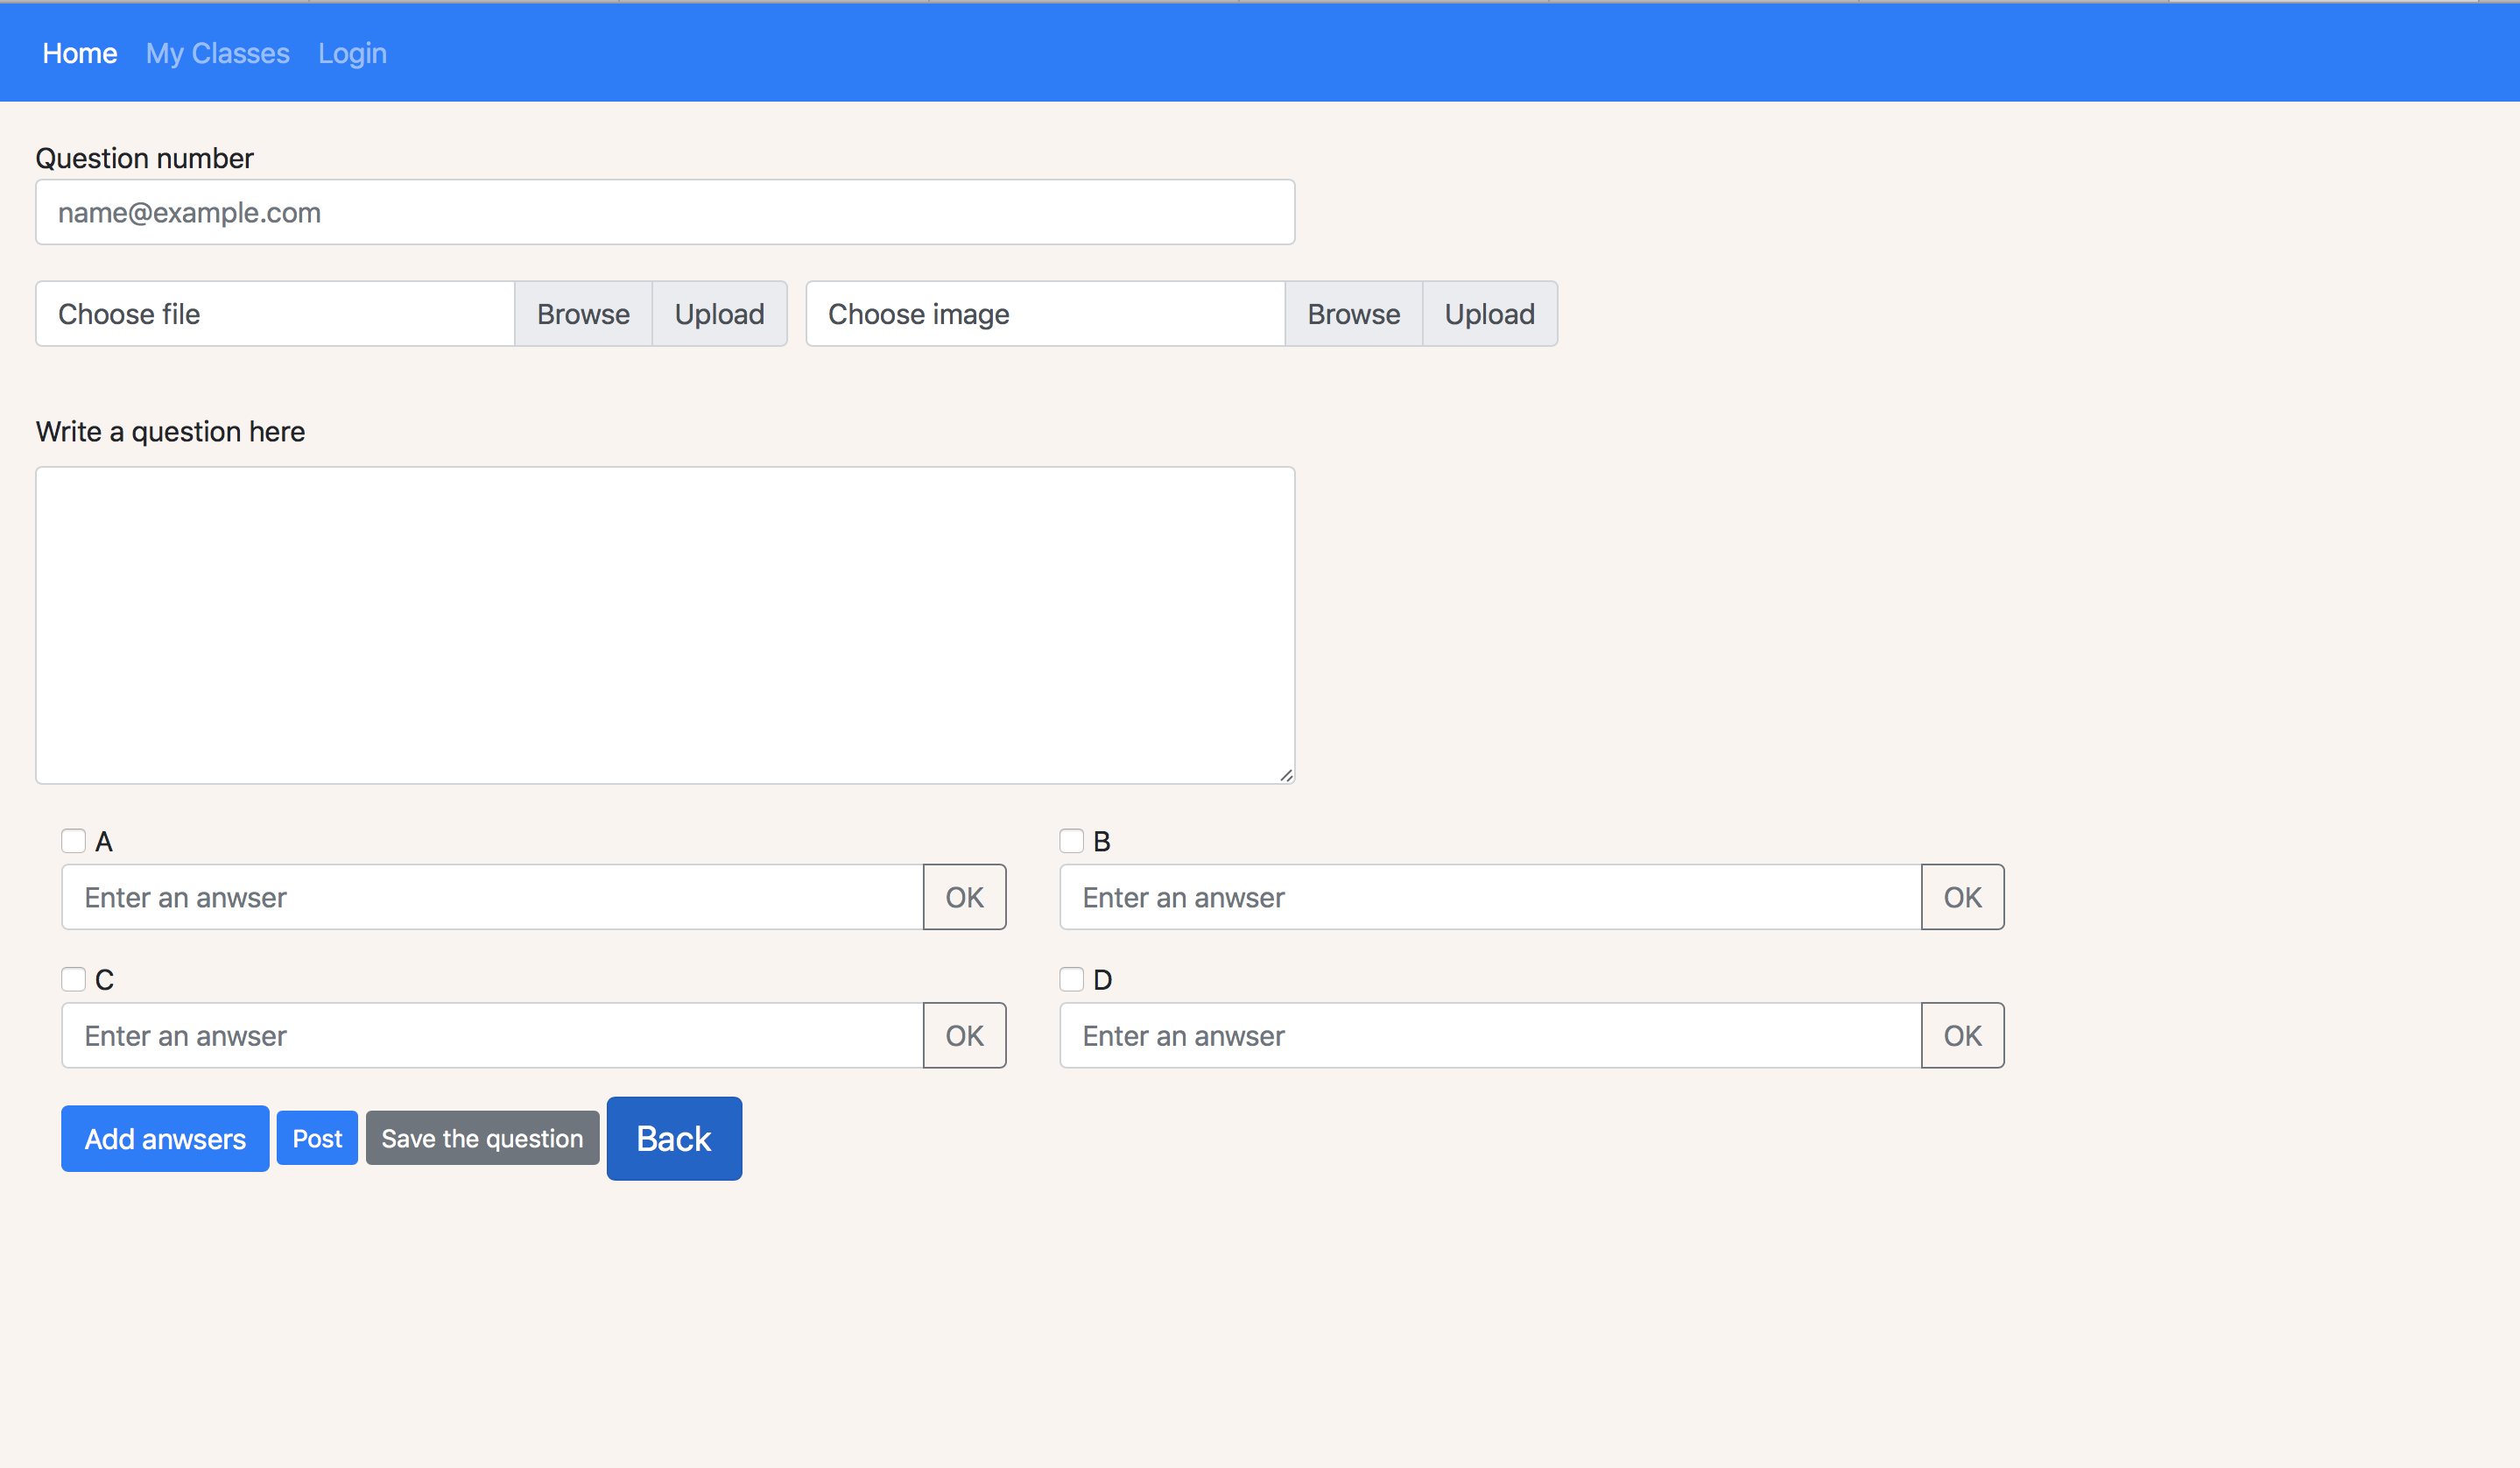 Home My Classes Login
Question number
name@example.com
Choose file Browse Upload Choose image Browse Upload
Write a question here
A B
Enter an anwser OK Enter an anwser OK
C D
Enter an anwser OK Enter an anwser OK
Add anwsers Post Save the question Back